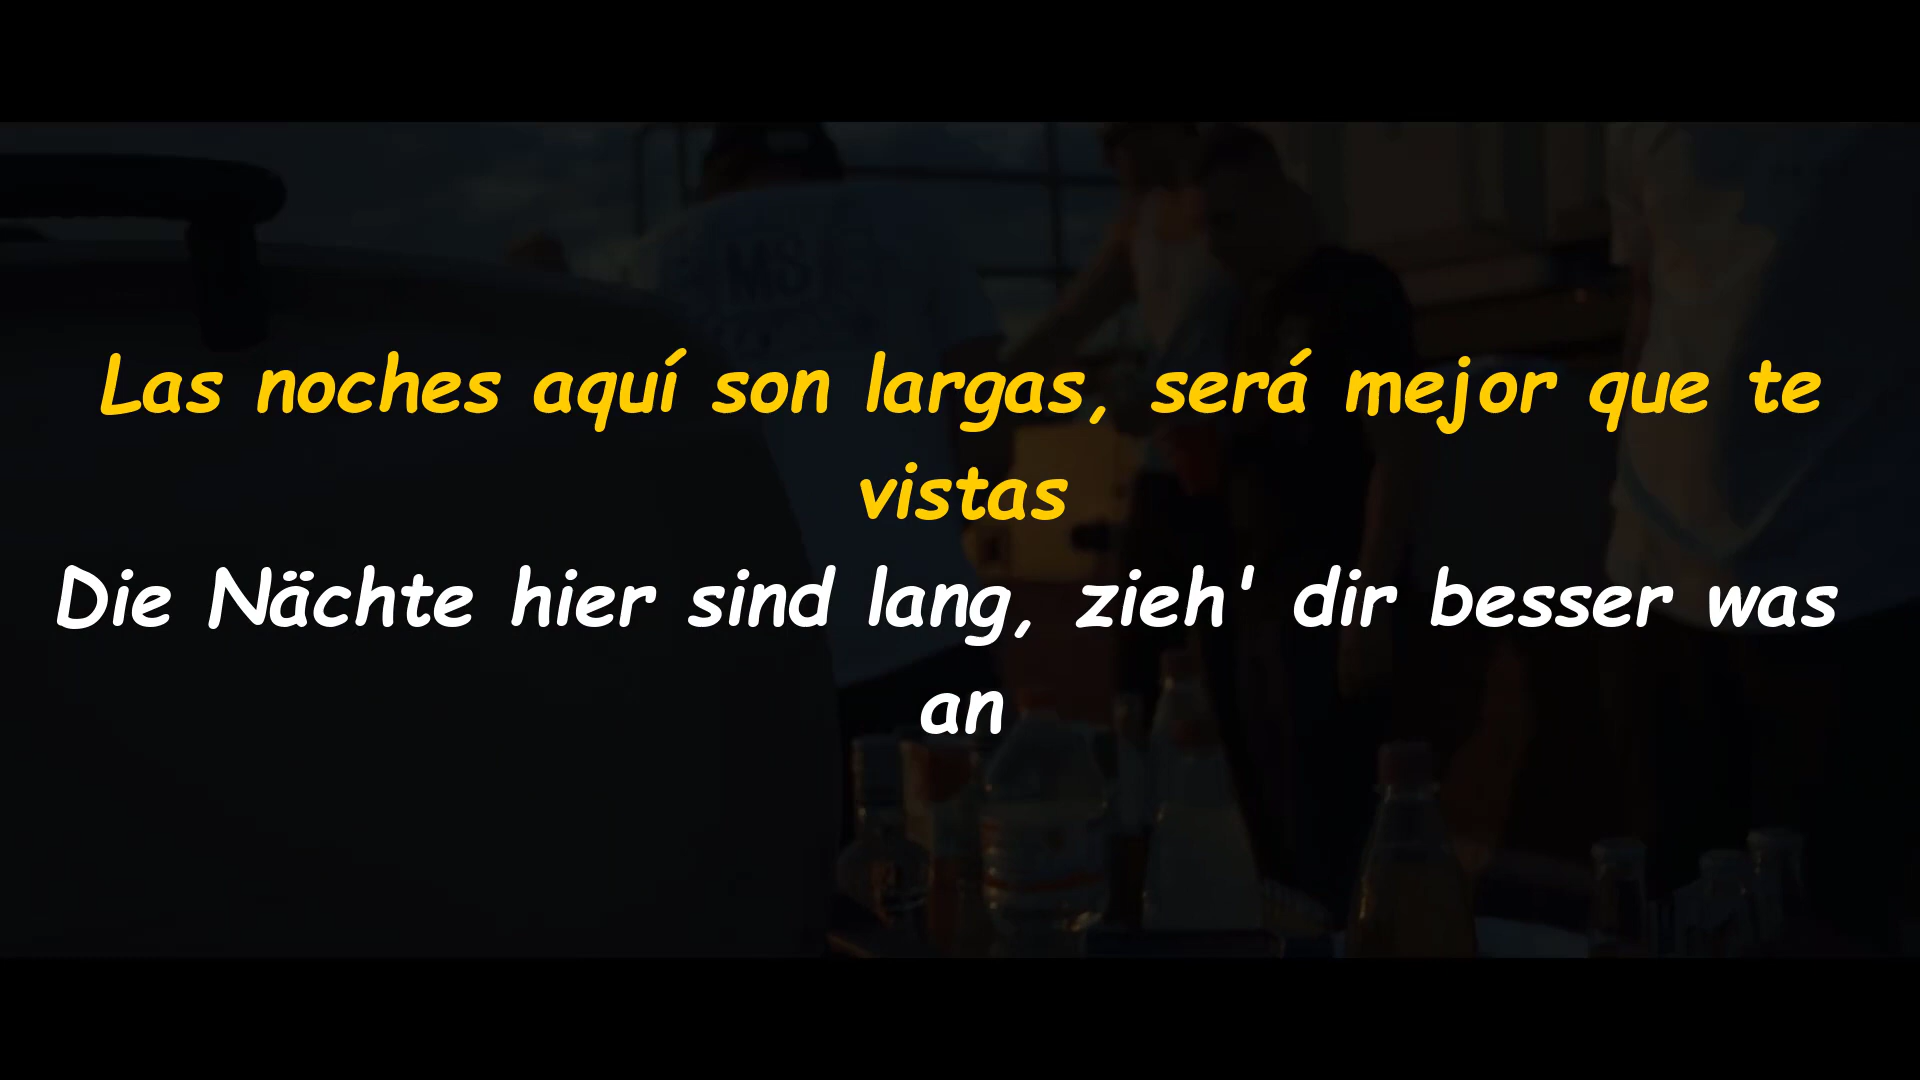 Las noches aquí son largas, será mejor que te
vistas
Die Nächte hier sind lang, zieh' dir besser was
an